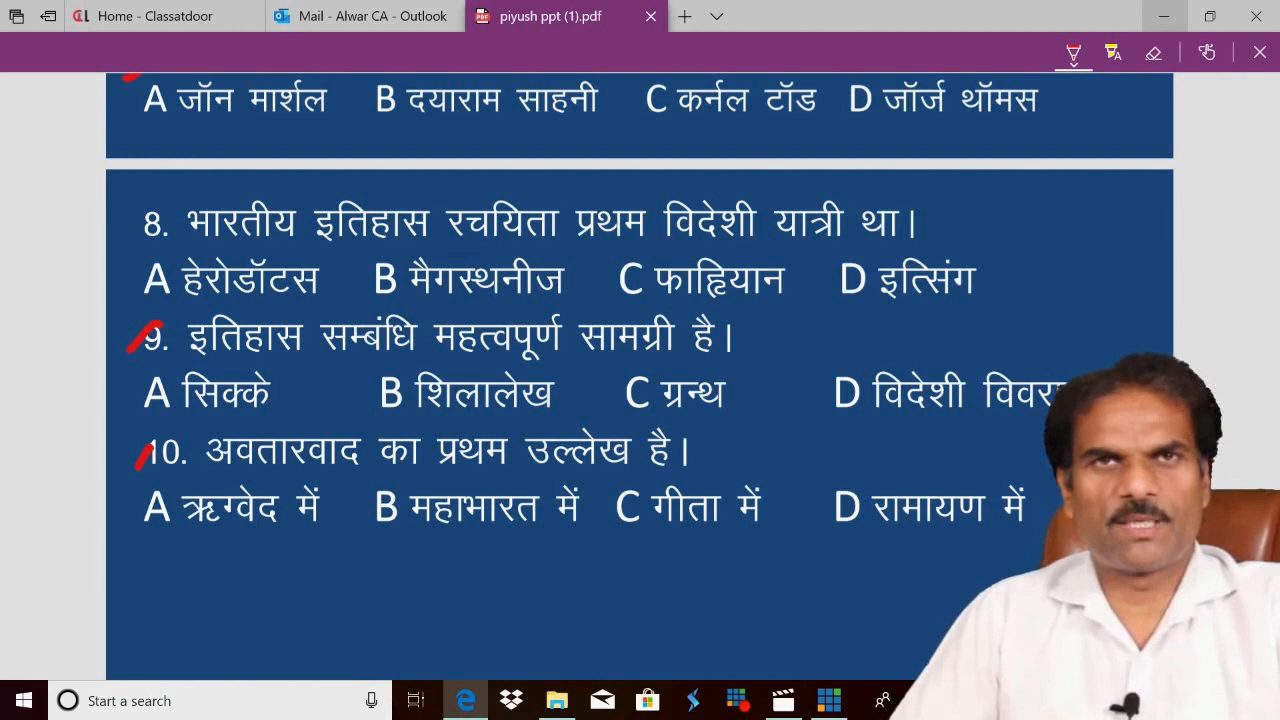 Home - Classatdoor
Mail - Alwar CA - Outlook
piyush ppt (1).pdf
A जॉन मार्शल B दयाराम साहनी C कर्नल टॉड D जॉर्ज थॉमस
8. भारतीय इतिहास रचयिता प्रथम विदेशी यात्री था।
A हेरोडॉटस B मैगस्थनीज C फाह्रियान D इत्सिंग
9. इतिहास सम्बंधि महत्वपूर्ण सामग्री है।
A सिक्के B शिलालेख C ग्रन्थ D विदेशी
10. अवतारवाद का प्रथम उल्लेख है।
A ऋग्वेद में B महाभारत में C गीता में D रामायण में
Start a search